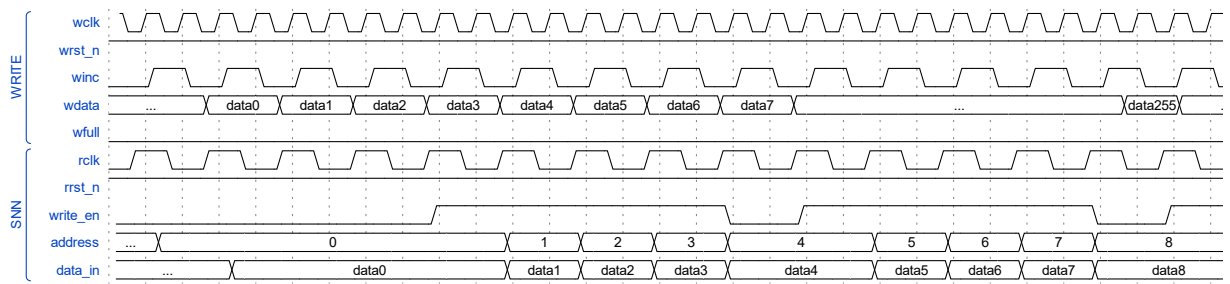 WRITE
wclk
wrst_n
winc
wdata ... data0 data1 data2 data3 data4 data5 data6 data7 ... data255 ..
wfull
SNN
rclk
rrst_n
write_en
address ... 0 1 2 3 4 5 6 7 8
data_in ... data0 data1 data2 data3 data4 data5 data6 data7 data8